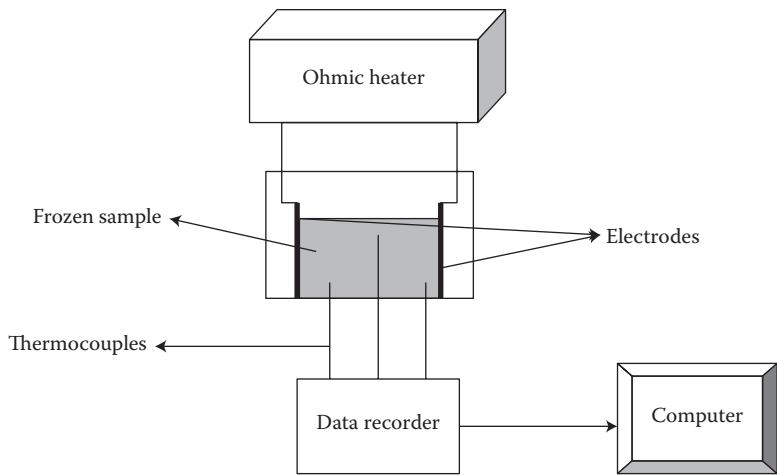 Ohmic heater
Frozen sample
Electrodes
Thermocouples
Data recorder
Computer